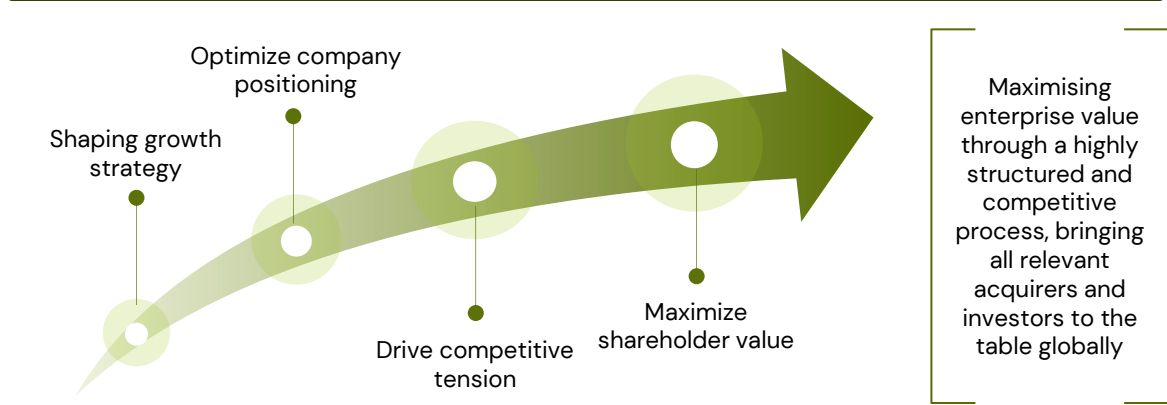 Optimize company
positioning
Shaping growth
strategy
Drive competitive
tension
Maximize
shareholder value
Maximising
enterprise value
through a highly
structured and
competitive
process, bringing
all relevant
acquirers and
investors to the
table globally